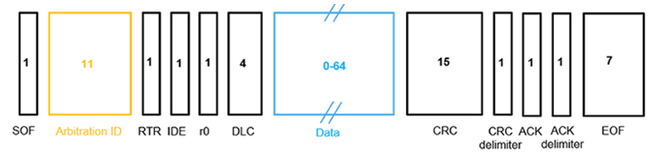 1 11 1 1 1 4 0-64 15 1 1 1 7
SOF Arbitration ID RTR IDE r0 DLC Data CRC CRC ACK ACK EOF
delimiter delimiter